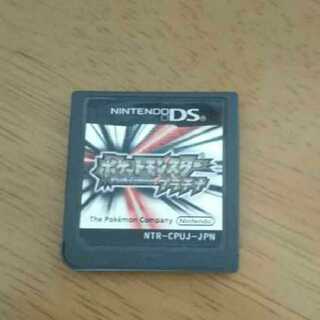 NINTENDO DS
ポケットモンスター
プラチナ
The Pokémon Company Nintendo
NTR-CPUJ-JPN